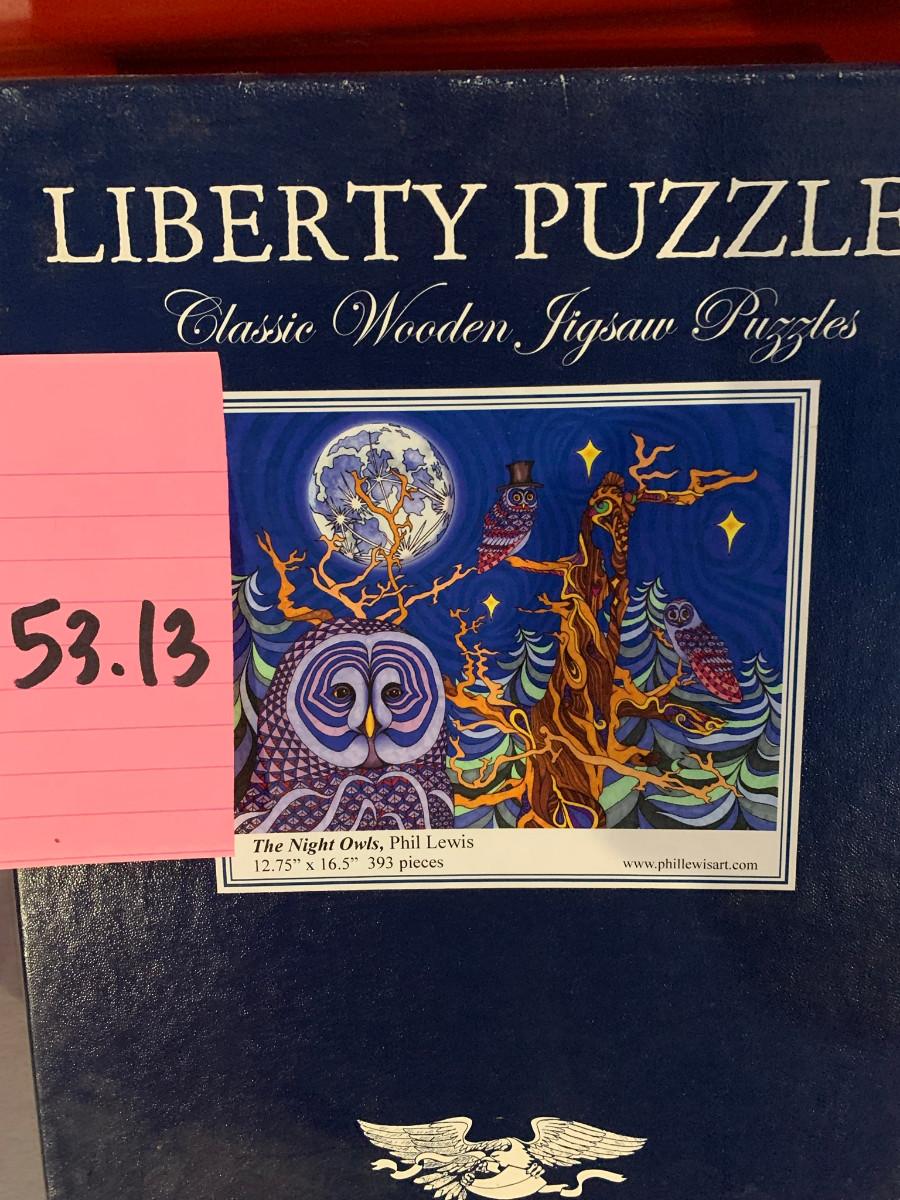 LIBERTY PUZZLE
Classic Wooden Jigsaw Puzzles
53.13
The Night Owls, Phil Lewis
12.75” x 16.5” 393 pieces
www.phillewisart.com